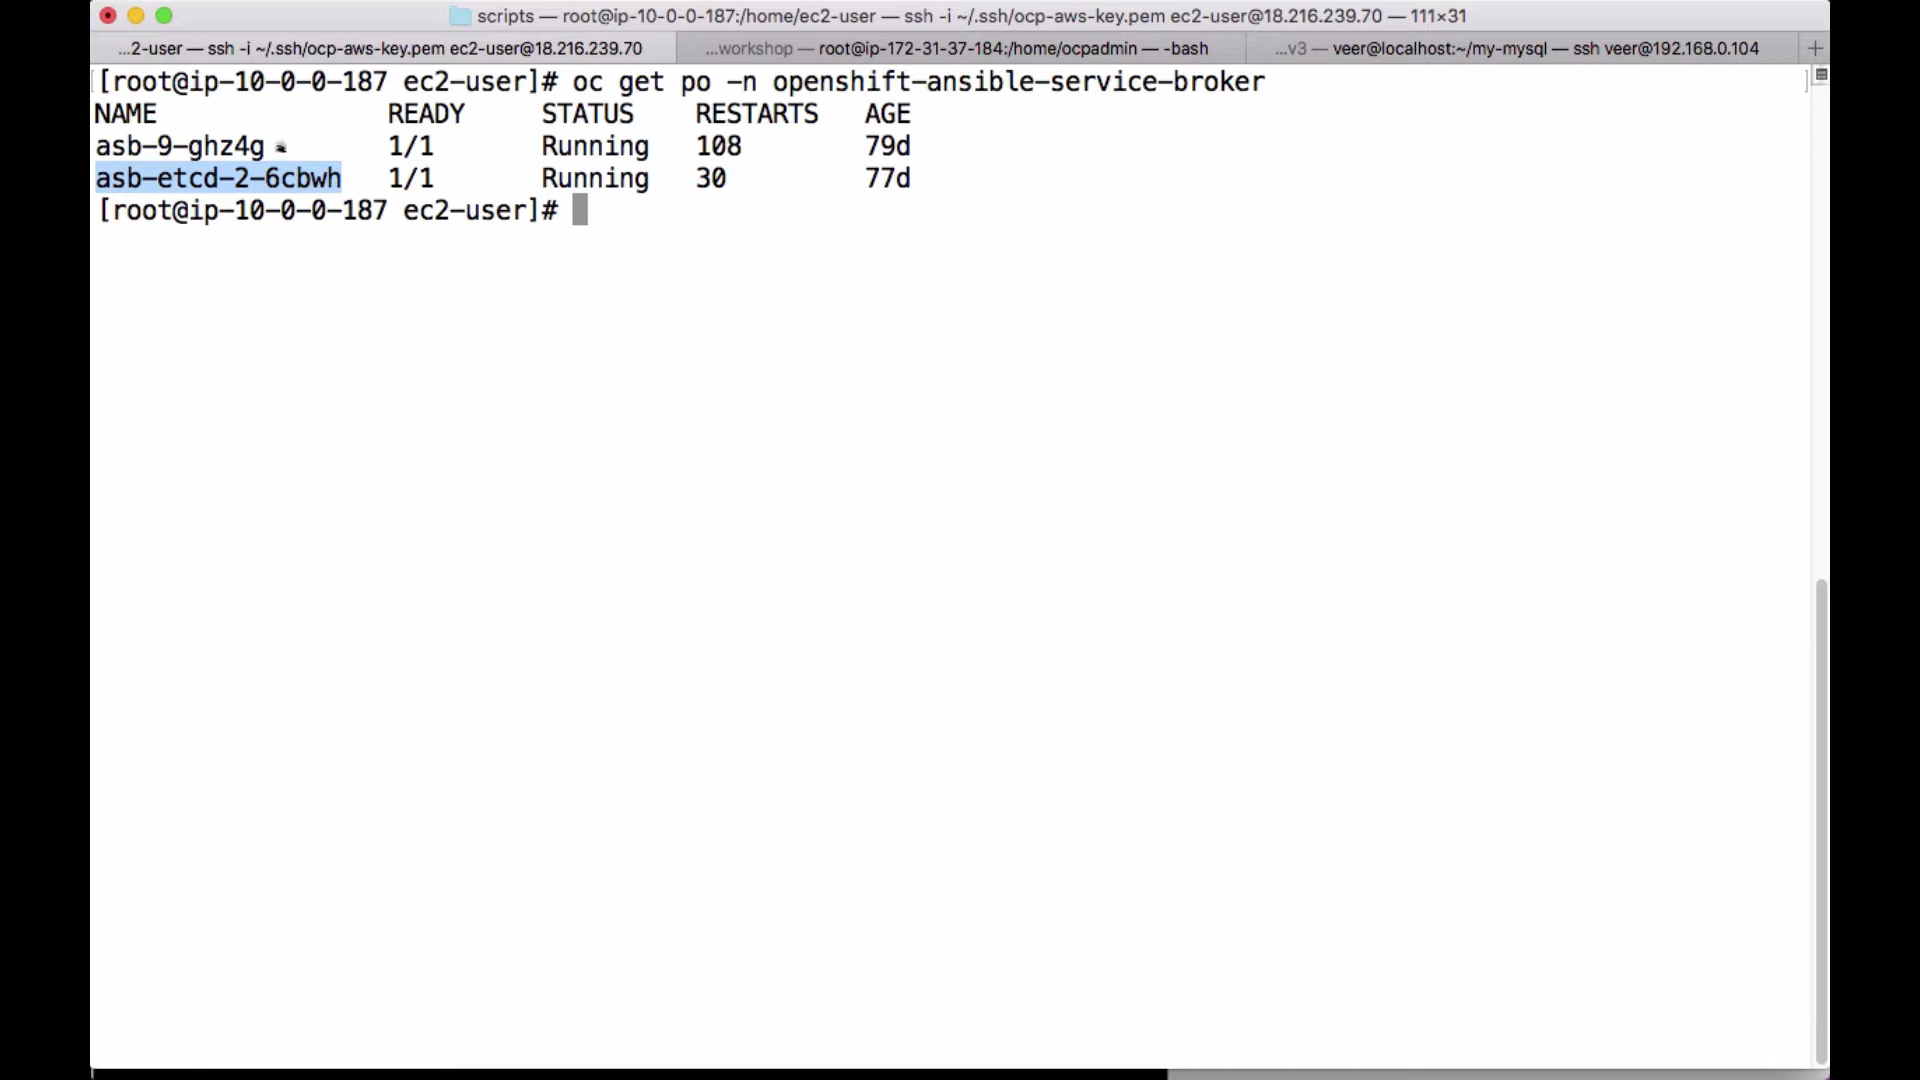 scripts — root@ip-10-0-0-187:/home/ec2-user — ssh -i ~/.ssh/ocp-aws-key.pem ec2-user@18.216.239.70 — 111×31
...2-user — ssh -i ~/.ssh/ocp-aws-key.pem ec2-user@18.216.239.70
...workshop — root@ip-172-31-37-184:/home/ocpadmin — -bash
...v3 — veer@localhost:~/my-mysql — ssh veer@192.168.0.104
[root@ip-10-0-0-187 ec2-user]# oc get po -n openshift-ansible-service-broker
NAME READY STATUS RESTARTS AGE
asb-9-ghz4g 1/1 Running 108 79d
asb-etcd-2-6cbwh 1/1 Running 30 77d
[root@ip-10-0-0-187 ec2-user]#